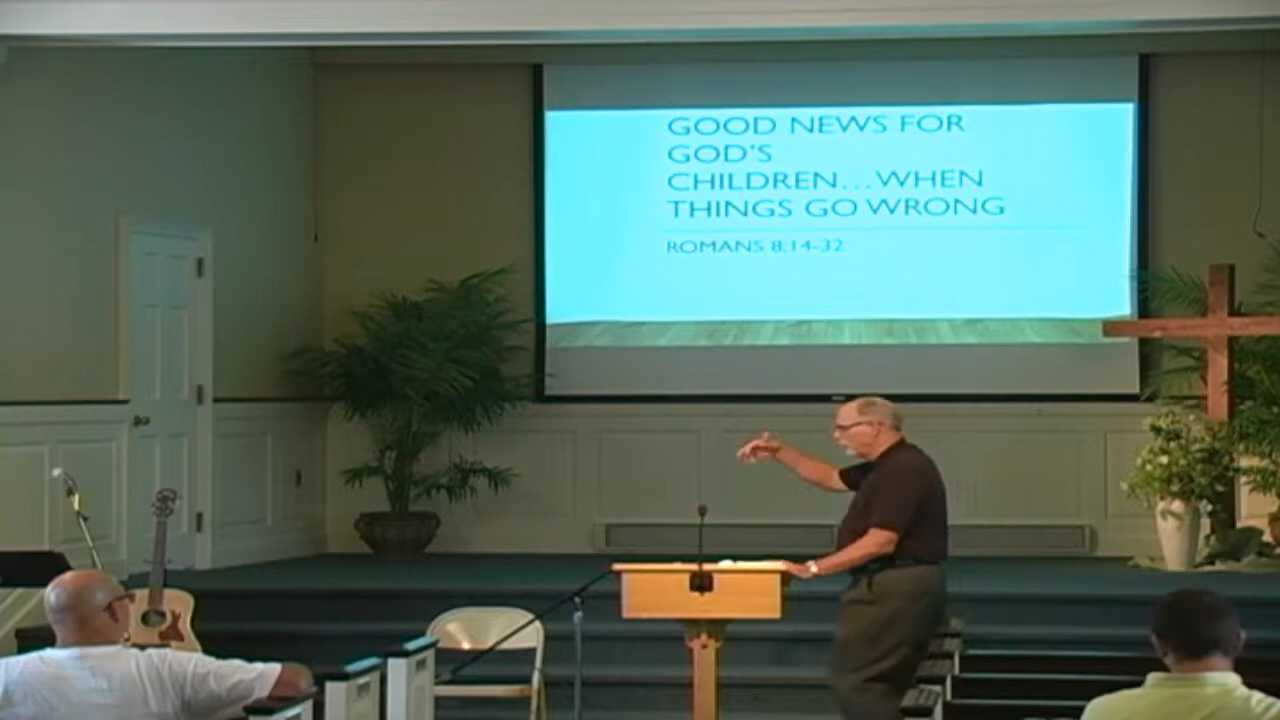 GOOD NEWS FOR
GOD'S
CHILDREN...WHEN
THINGS GO WRONG
ROMANS 8:14-32